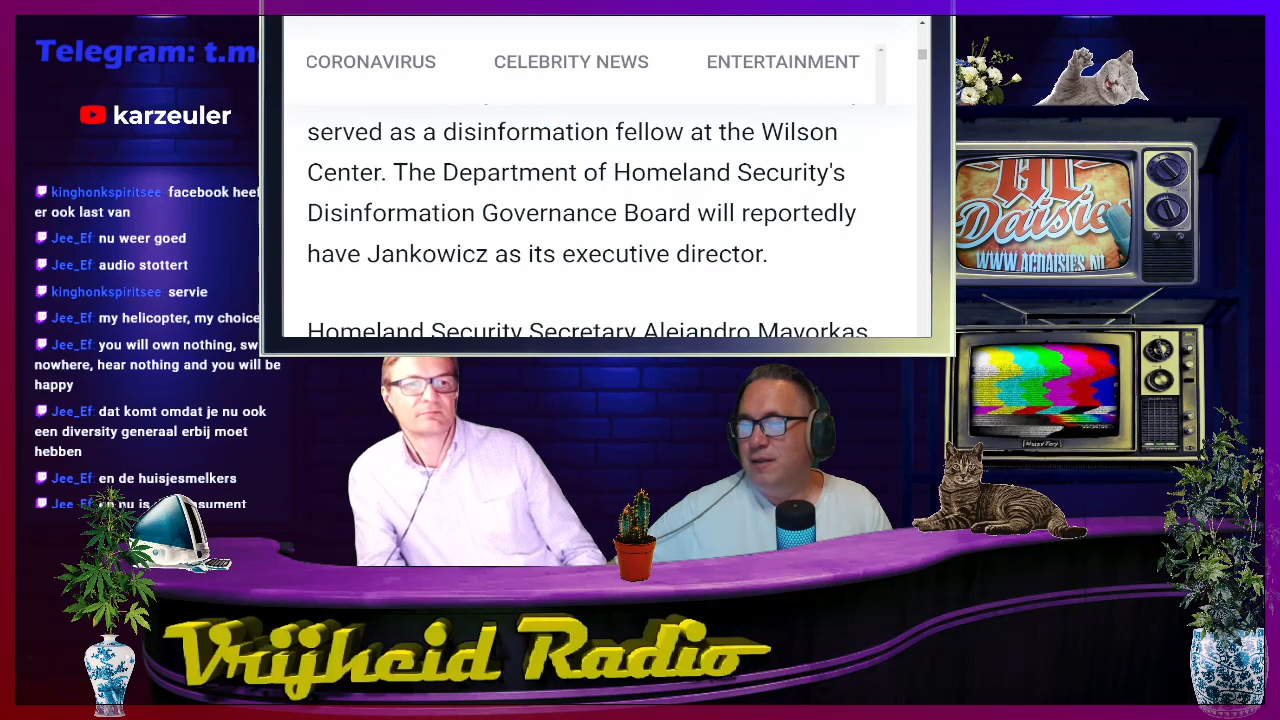 Telegram: t.me
karzeuler
kinghonkspiritsee: facebook heef
er ook last van
Jee_Ef: nu weer goed
Jee_Ef: audio stottert
kinghonkspiritsee: servie
Jee_Ef: my helicopter, my choice
Jee_Ef: you will own nothing, sw
nowhere, hear nothing and you will be
happy
Jee_Ef: dat komt omdat je nu ook
een diversity generaal erbij moet
hebben
Jee_Ef: en de huisjesmelkers
CORONAVIRUS CELEBRITY NEWS ENTERTAINMENT
served as a disinformation fellow at the Wilson
Center. The Department of Homeland Security's
Disinformation Governance Board will reportedly
have Jankowicz as its executive director.
Homeland Security Secretary Alejandro Mayorkas
WWW.ACDAISIES.NL
Vrijheid Radio